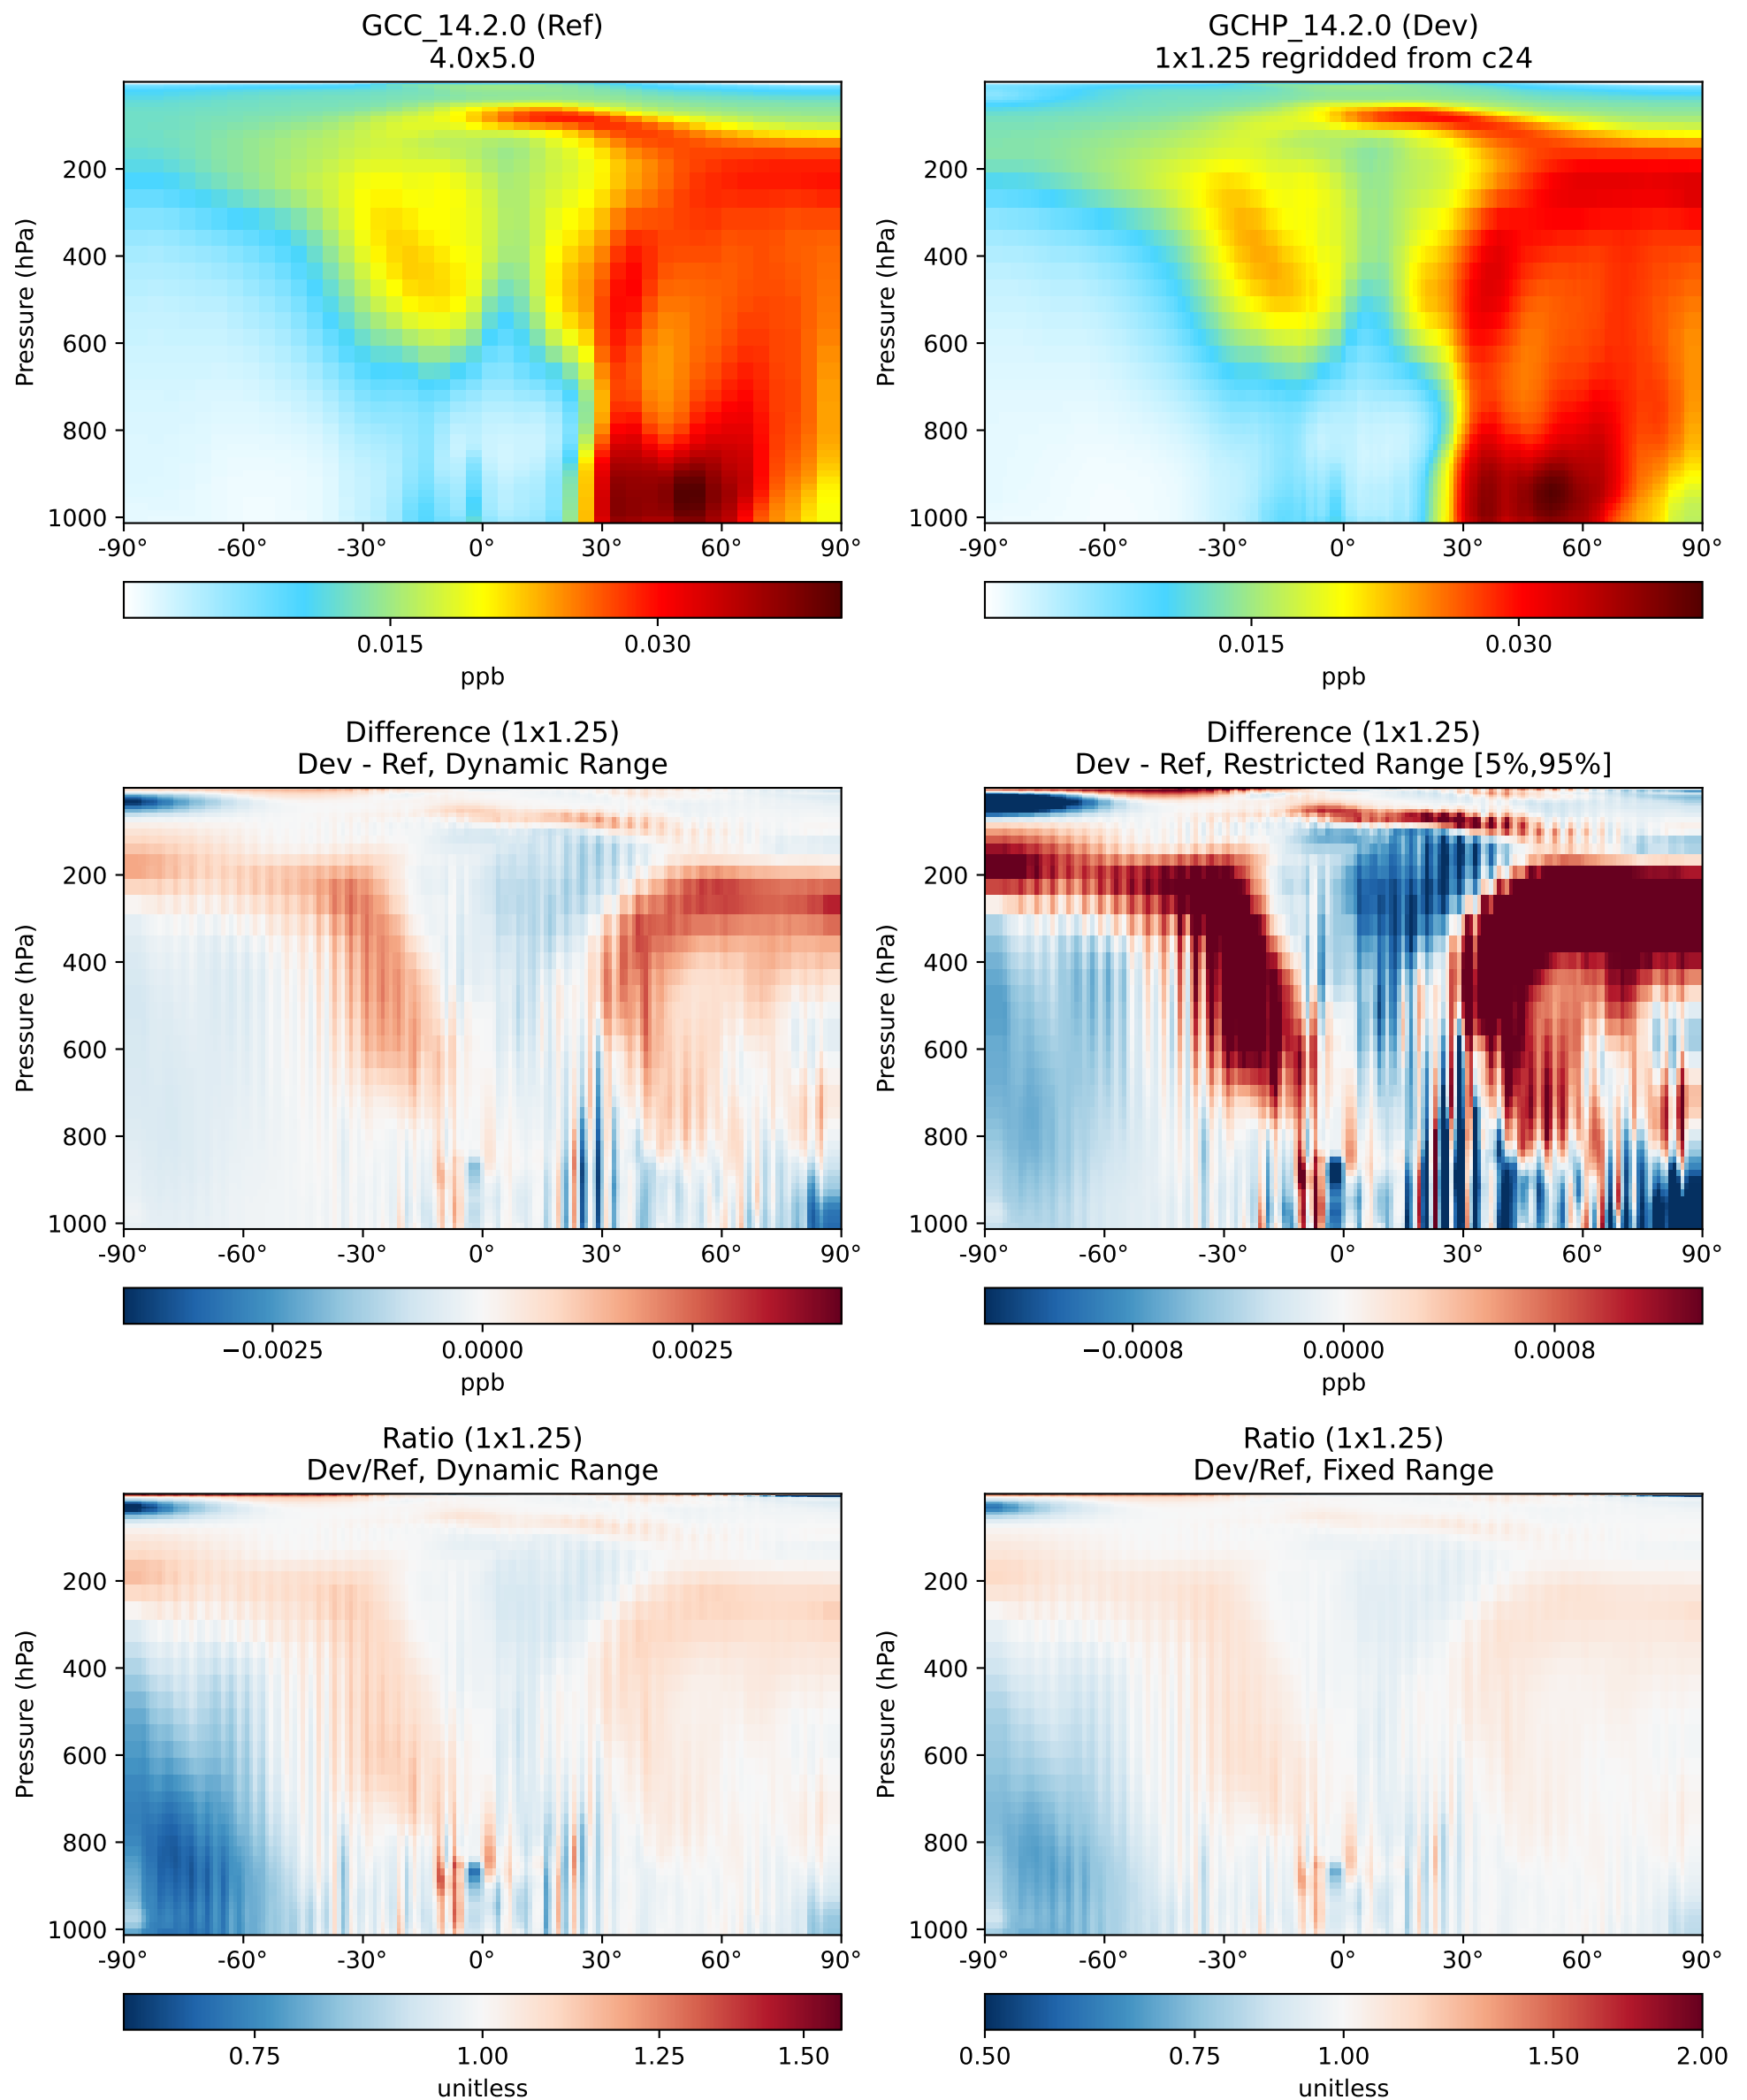 GCC_14.2.0 (Ref)
4.0x5.0
Pressure (hPa)
200
400
600
800
1000
-90° -60° -30° 0° 30° 60° 90°
0.015 0.030
ppb
GCHP_14.2.0 (Dev)
1x1.25 regridded from c24
Pressure (hPa)
200
400
600
800
1000
-90° -60° -30° 0° 30° 60° 90°
0.015 0.030
ppb
Difference (1x1.25)
Dev - Ref, Dynamic Range
Pressure (hPa)
200
400
600
800
1000
-90° -60° -30° 0° 30° 60° 90°
−0.0025 0.0000 0.0025
ppb
Difference (1x1.25)
Dev - Ref, Restricted Range [5%,95%]
Pressure (hPa)
200
400
600
800
1000
-90° -60° -30° 0° 30° 60° 90°
−0.0008 0.0000 0.0008
ppb
Ratio (1x1.25)
Dev/Ref, Dynamic Range
Pressure (hPa)
200
400
600
800
1000
-90° -60° -30° 0° 30° 60° 90°
0.75 1.00 1.25 1.50
unitless
Ratio (1x1.25)
Dev/Ref, Fixed Range
Pressure (hPa)
200
400
600
800
1000
-90° -60° -30° 0° 30° 60° 90°
0.50 0.75 1.00 1.50 2.00
unitless